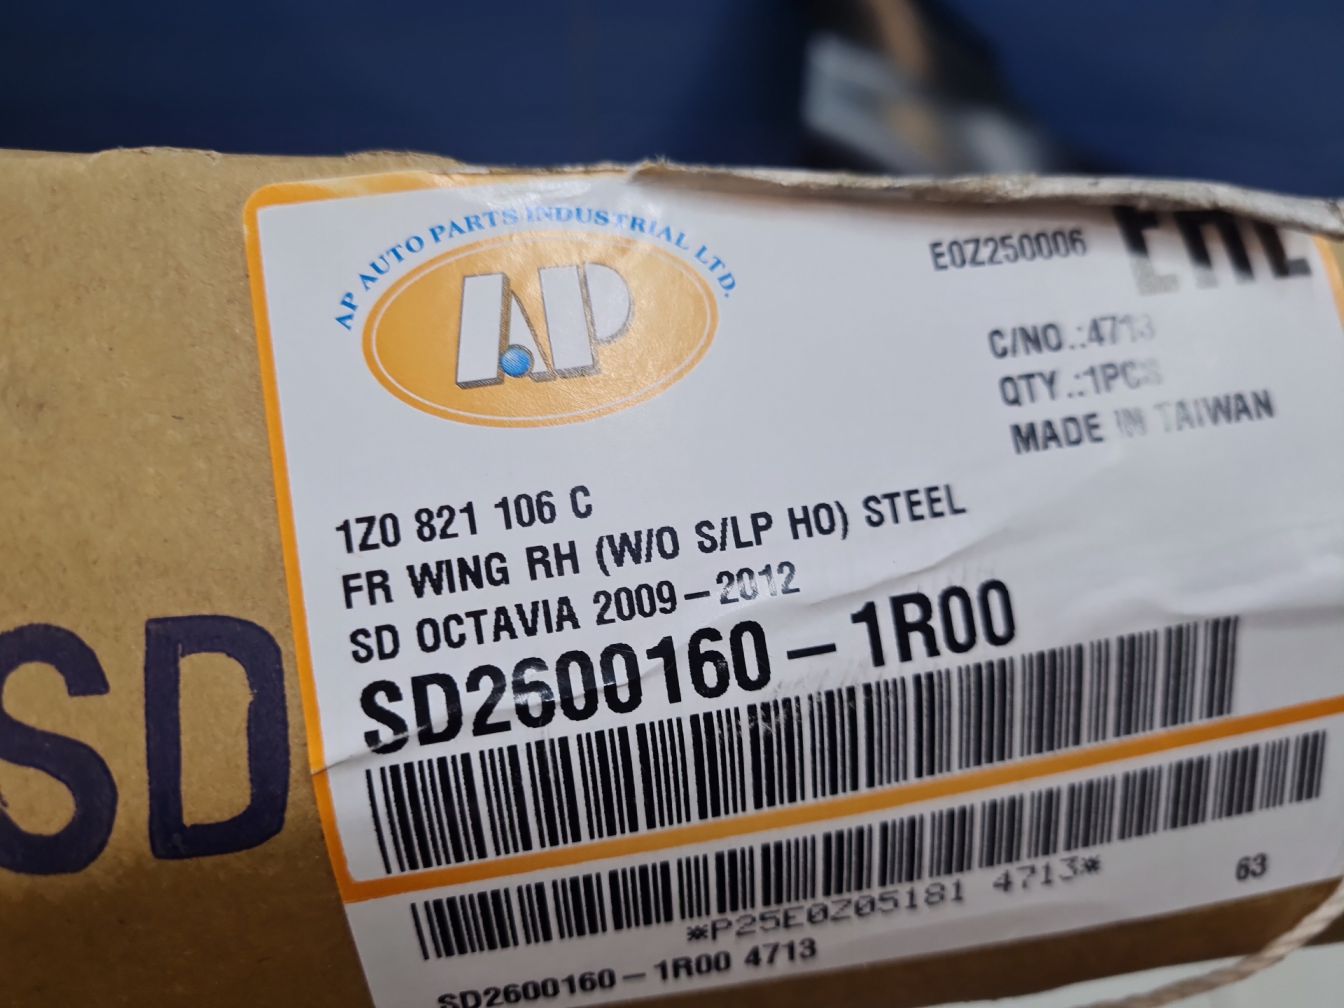 AP AUTO PARTS INDUSTRIAL LTD.
AP
E0Z250006
C/NO.:4713
QTY.:1PCS
MADE IN TAIWAN
1Z0 821 106 C
FR WING RH (W/O S/LP HO) STEEL
SD OCTAVIA 2009-2012
SD2600160-1R00
SD
*P25E0Z05181 4713*
63
SD2600160-1R00 4713